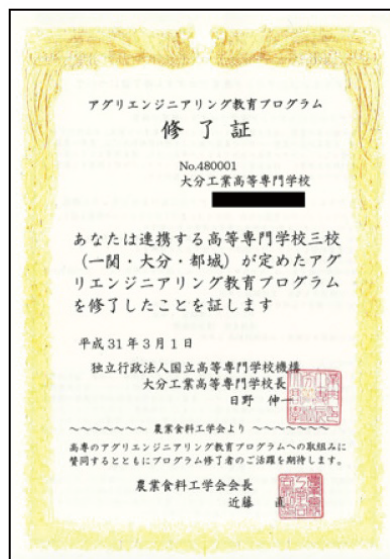 アグリエンジニアリング教育プログラム
修了証
No.480001
大分工業高等専門学校
あなたは連携する高等専門学校三校
（一関・大分・都城）が定めたアグ
リエンジニアリング教育プログラム
を修了したことを証します
平成31年3月1日
独立行政法人国立高等専門学校機構
大分工業高等専門学校長
日野 伸一
～～～～～～～ 農業食料工学会より ～～～～～～～
高専のアグリエンジニアリング教育プログラムへの取組みに
賛同するとともにプログラム修了者のご活躍を期待します。
農業食料工学会会長
近藤 直